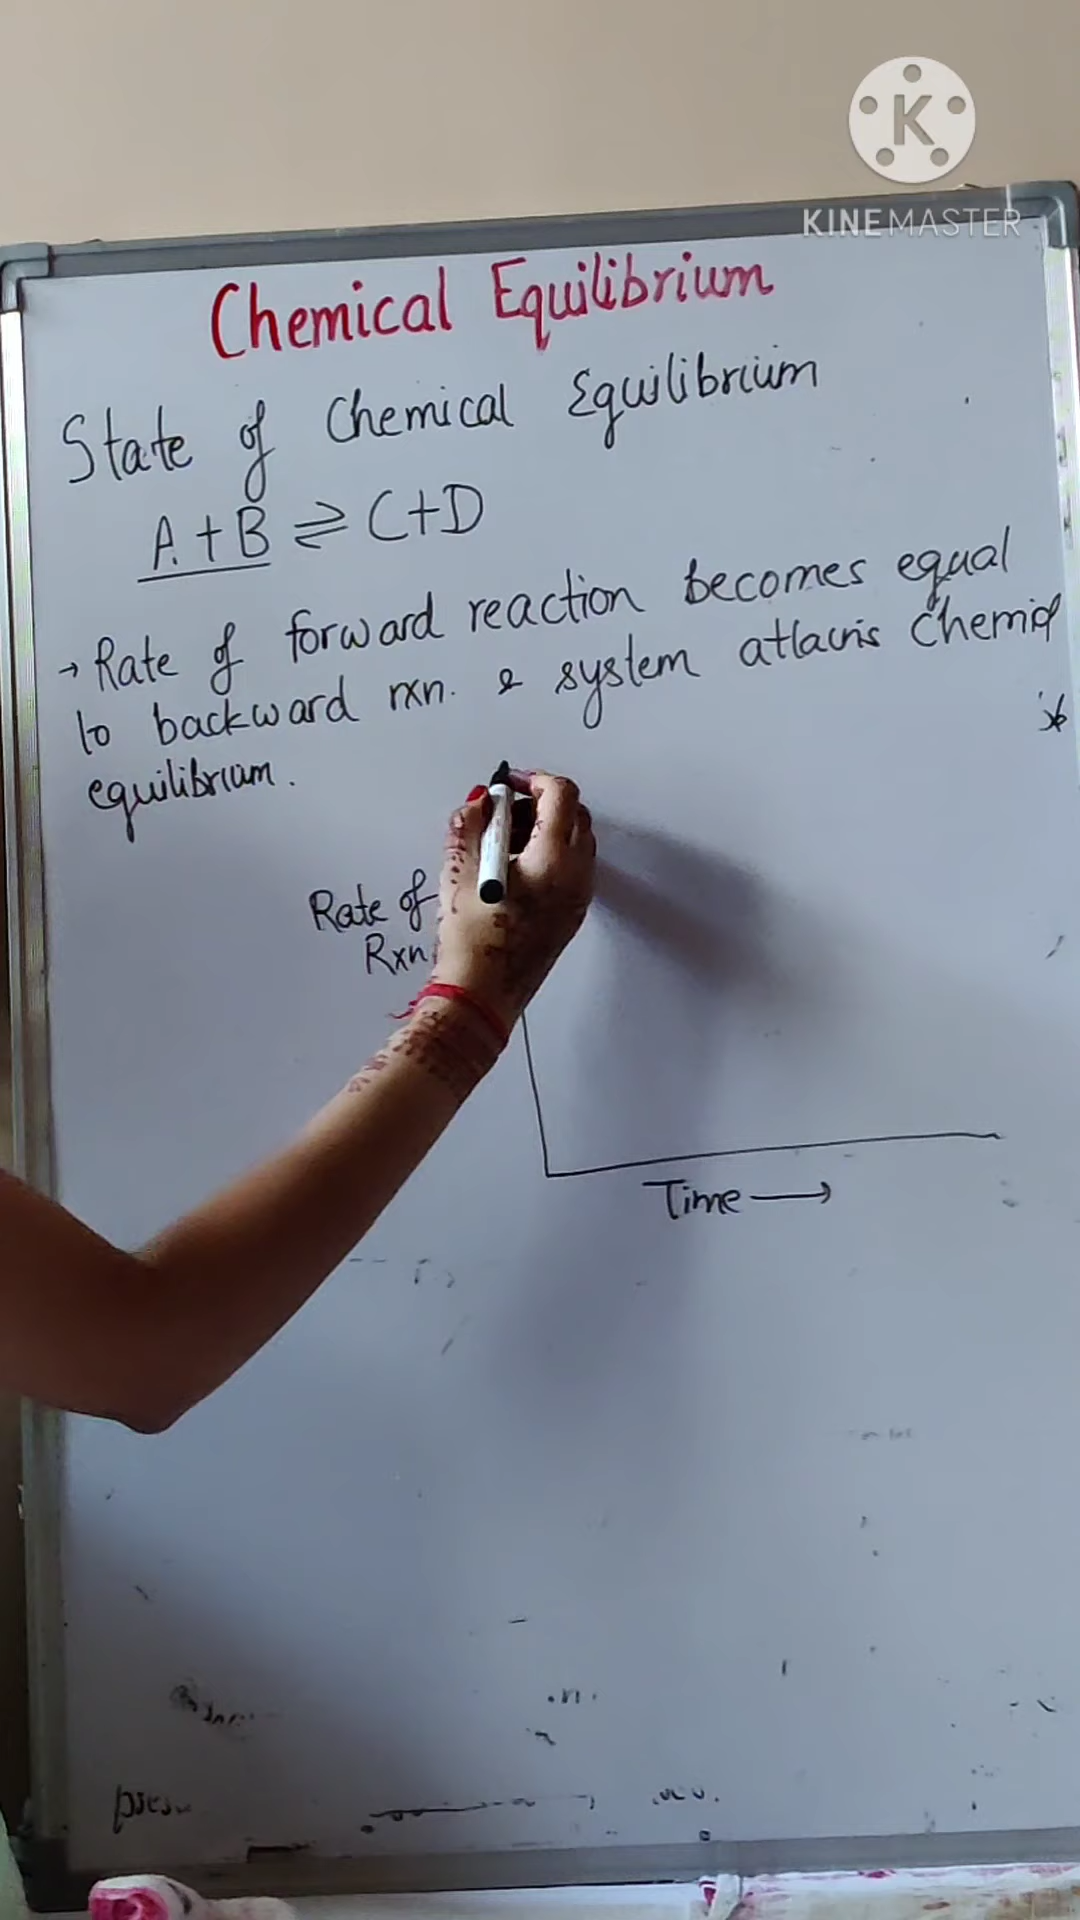 KINEMASTER
Chemical Equilibrium
State of Chemical Equilibrium
A + B ⇌ C + D
→ Rate of forward reaction becomes equal
to backward rxn. & system attains Chemical
equilibrium.
Rate of
Rxn.
Time →